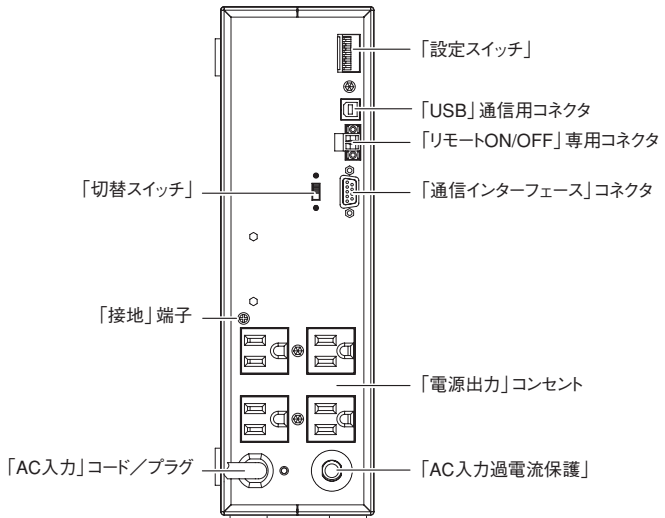 「設定スイッチ」
「USB」通信用コネクタ
「リモートON/OFF」専用コネクタ
「切替スイッチ」
「通信インターフェース」コネクタ
「接地」端子
「電源出力」コンセント
「AC入力」コード／プラグ
「AC入力過電流保護」